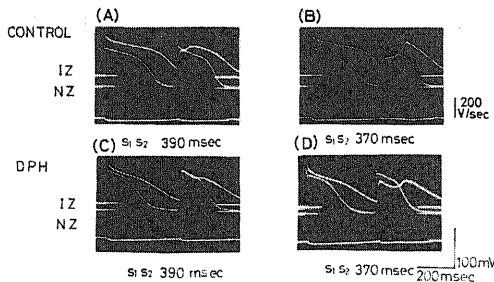 (A) (B)
CONTROL
IZ
NZ
200
V/sec
S1 S2 390 msec S1 S2 370 msec
(C) (D)
DPH
IZ
NZ
100mV
S1 S2 390 msec S1 S2 370 msec 200msec